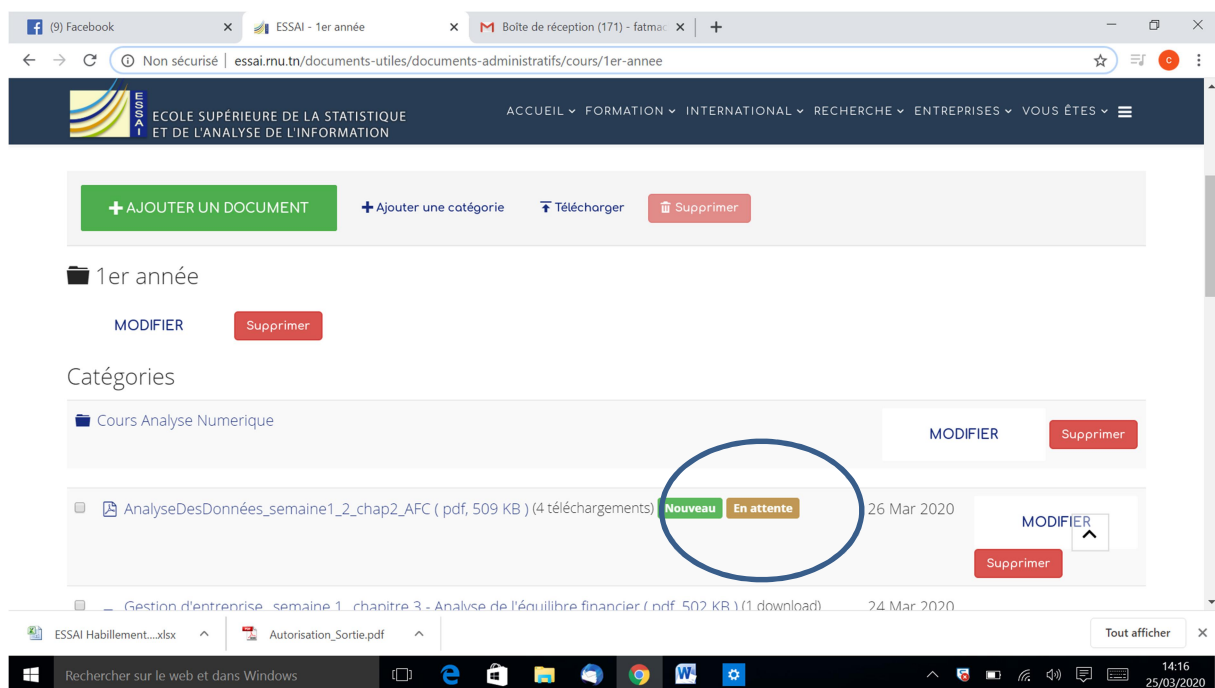 (9) Facebook
ESSAI - 1er année
Boîte de réception (171) - fatmac
Non sécurisé | essai.rnu.tn/documents-utiles/documents-administratifs/cours/1er-annee
C
ESSAI
ECOLE SUPÉRIEURE DE LA STATISTIQUE
ET DE L'ANALYSE DE L'INFORMATION
ACCUEIL FORMATION INTERNATIONAL RECHERCHE ENTREPRISES VOUS ÊTES
AJOUTER UN DOCUMENT
Ajouter une catégorie
Télécharger
Supprimer
1er année
MODIFIER
Supprimer
Catégories
Cours Analyse Numerique
MODIFIER
Supprimer
AnalyseDesDonnées_semaine1_2_chap2_AFC ( pdf, 509 KB ) (4 téléchargements) Nouveau En attente
26 Mar 2020
MODIFIER
Supprimer
Gestion d'entreprise_semaine 1_ chapitre 3 - Analyse de l'équilibre financier ( pdf, 502 KB ) (1 download)
24 Mar 2020
ESSAI Habillement....xlsx
Autorisation_Sortie.pdf
Tout afficher
Rechercher sur le web et dans Windows
14:16
25/03/2020